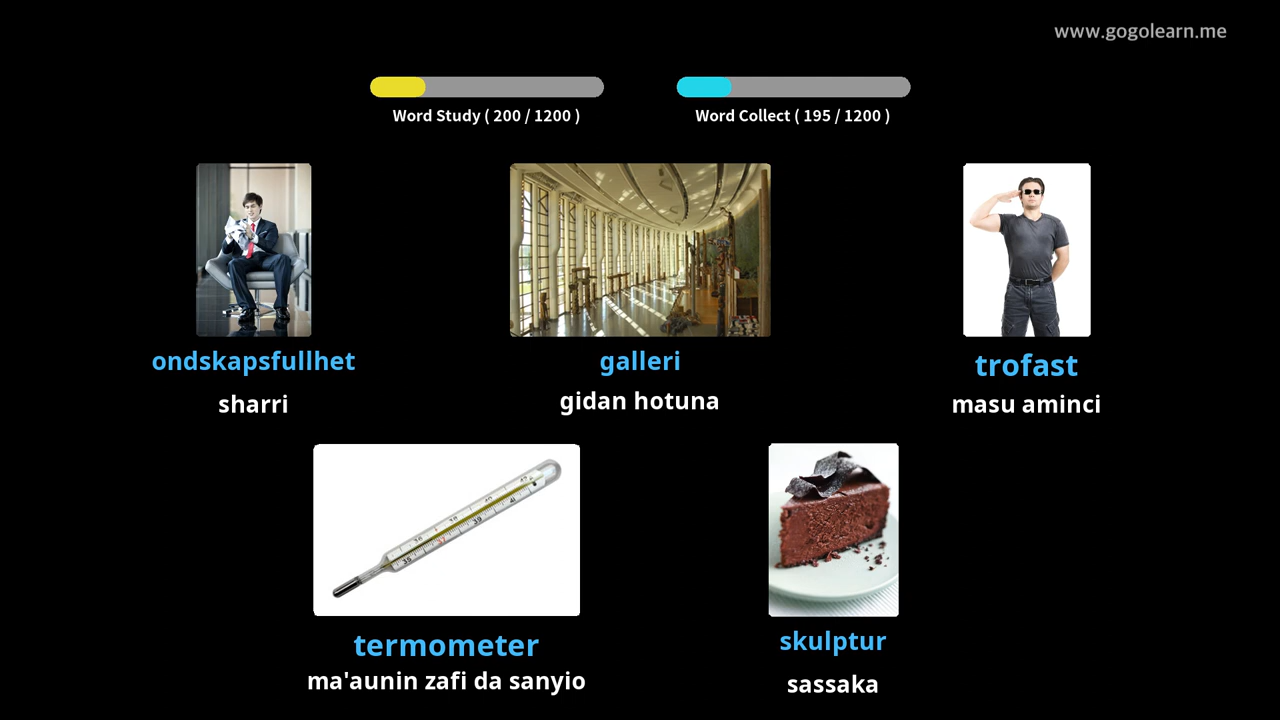 www.gogolearn.me
Word Study ( 200 / 1200 )
Word Collect ( 195 / 1200 )
ondskapsfullhet
sharri
galleri
gidan hotuna
trofast
masu aminci
termometer
ma'aunin zafi da sanyio
skulptur
sassaka